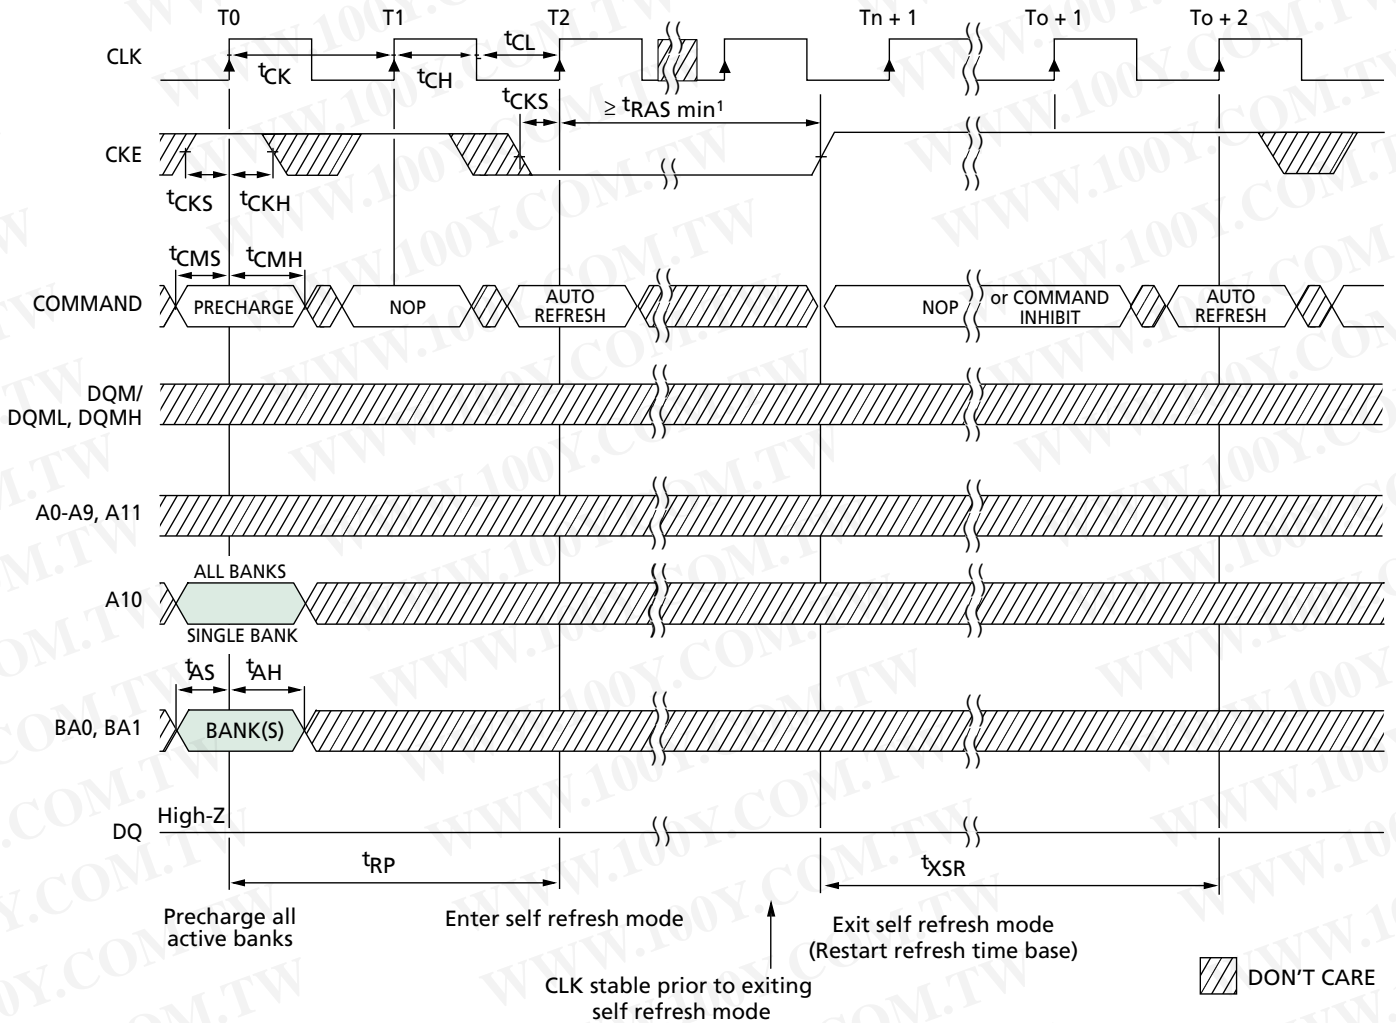 T0
T1
T2
Tn + 1
To + 1
To + 2
CLK
tCK
tCH
tCL
tCKS
≥ tRAS min¹
CKE
tCKS
tCKH
tCMS
tCMH
COMMAND
PRECHARGE
NOP
AUTO
REFRESH
NOP
or COMMAND
INHIBIT
AUTO
REFRESH
DQM/
DQML, DQMH
A0-A9, A11
ALL BANKS
A10
SINGLE BANK
tAS
tAH
BA0, BA1
BANK(S)
High-Z
DQ
tRP
tXSR
Precharge all
active banks
Enter self refresh mode
CLK stable prior to exiting
self refresh mode
Exit self refresh mode
(Restart refresh time base)
DON'T CARE
WWW.100Y.COM.TW